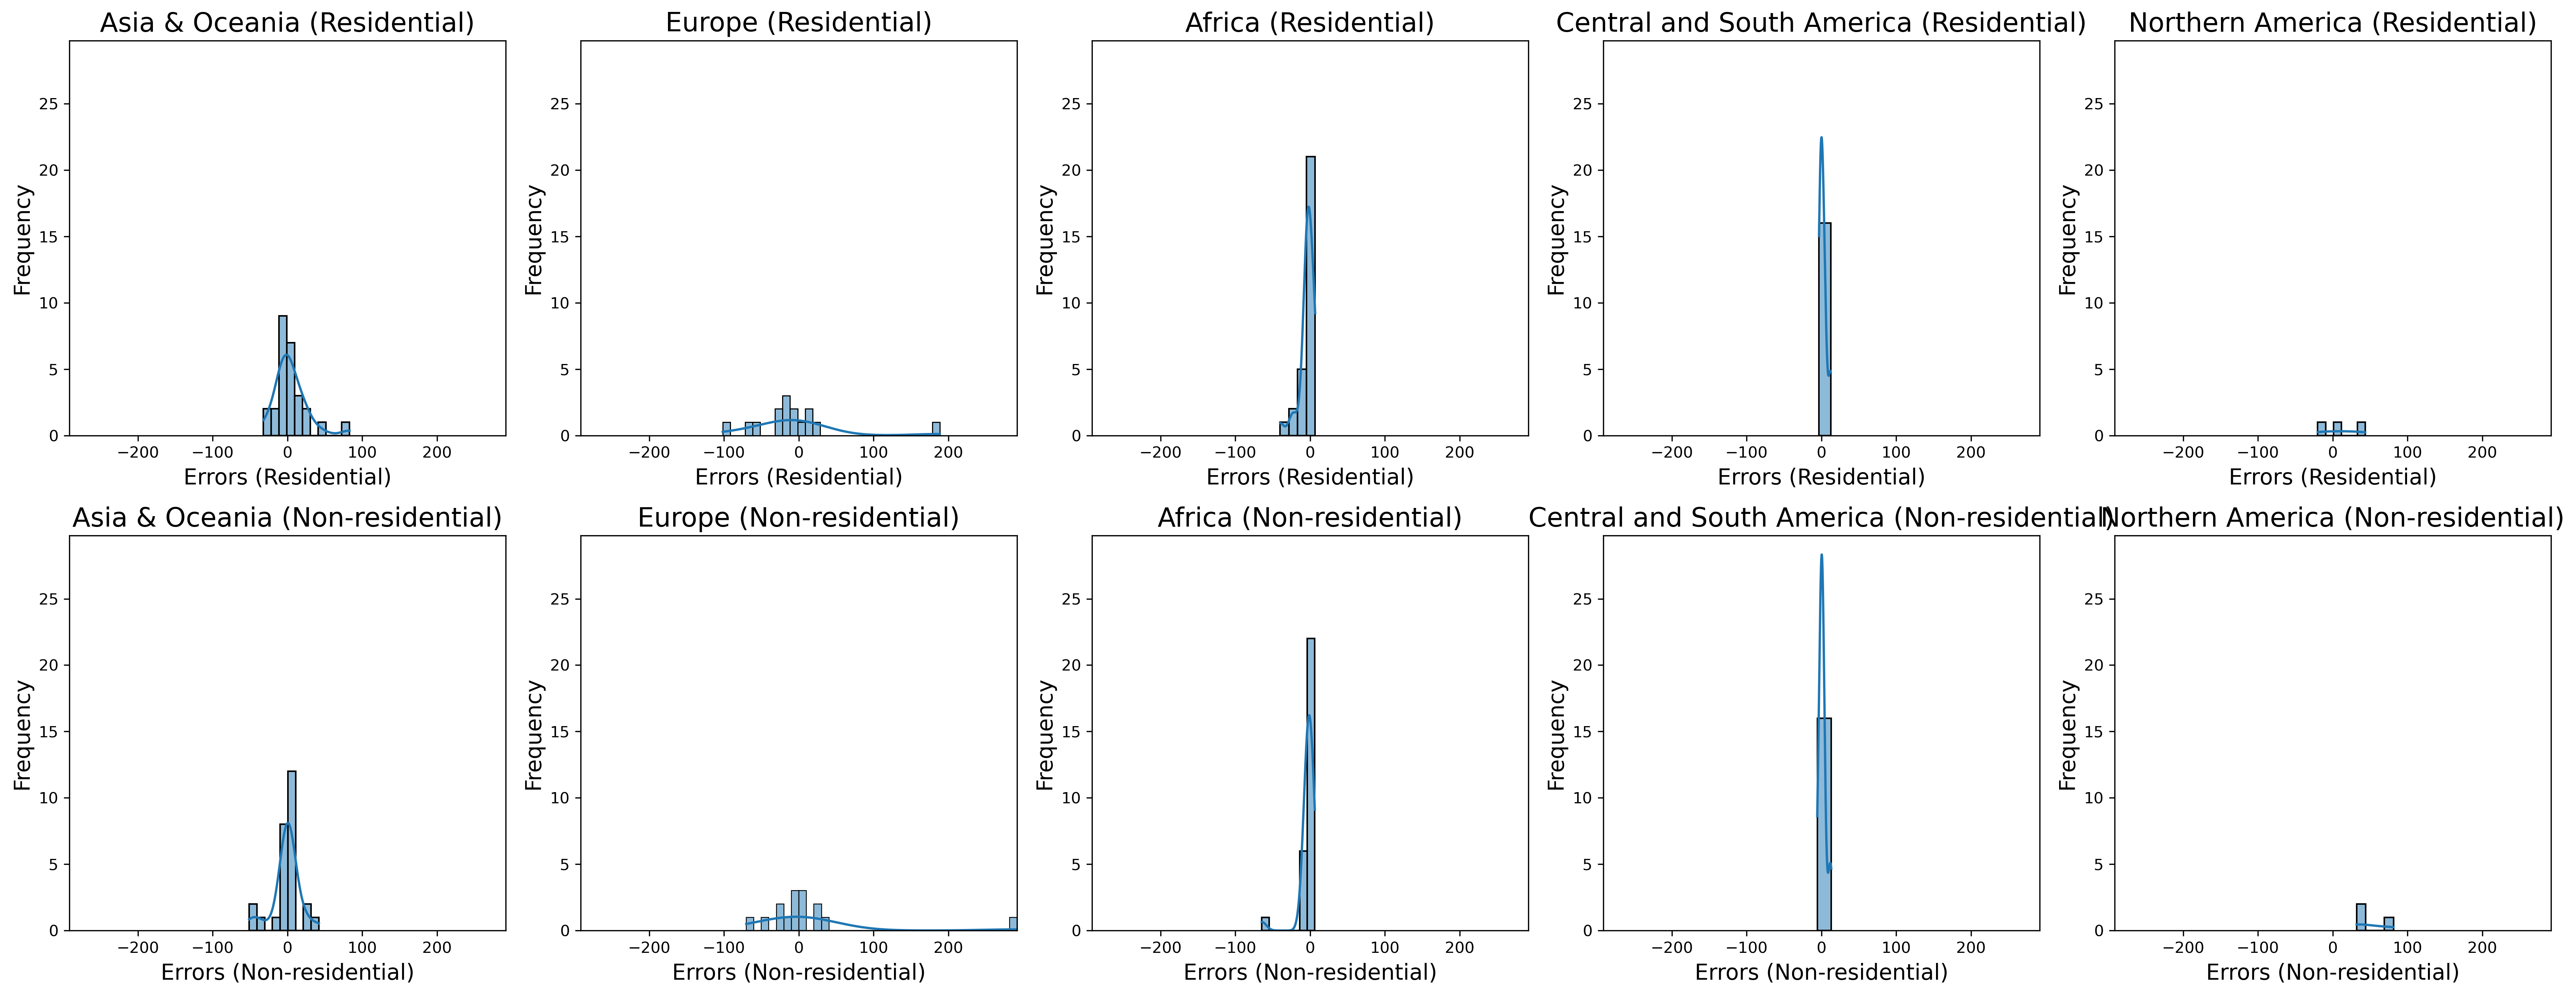 Asia & Oceania (Residential)
Frequency
25
20
15
10
5
0
−200 −100 0 100 200
Errors (Residential)
Europe (Residential)
Frequency
25
20
15
10
5
0
−200 −100 0 100 200
Errors (Residential)
Africa (Residential)
Frequency
25
20
15
10
5
0
−200 −100 0 100 200
Errors (Residential)
Central and South America (Residential)
Frequency
25
20
15
10
5
0
−200 −100 0 100 200
Errors (Residential)
Northern America (Residential)
Frequency
25
20
15
10
5
0
−200 −100 0 100 200
Errors (Residential)
Asia & Oceania (Non-residential)
Frequency
25
20
15
10
5
0
−200 −100 0 100 200
Errors (Non-residential)
Europe (Non-residential)
Frequency
25
20
15
10
5
0
−200 −100 0 100 200
Errors (Non-residential)
Africa (Non-residential)
Frequency
25
20
15
10
5
0
−200 −100 0 100 200
Errors (Non-residential)
Central and South America (Non-residential)
Frequency
25
20
15
10
5
0
−200 −100 0 100 200
Errors (Non-residential)
Northern America (Non-residential)
Frequency
25
20
15
10
5
0
−200 −100 0 100 200
Errors (Non-residential)